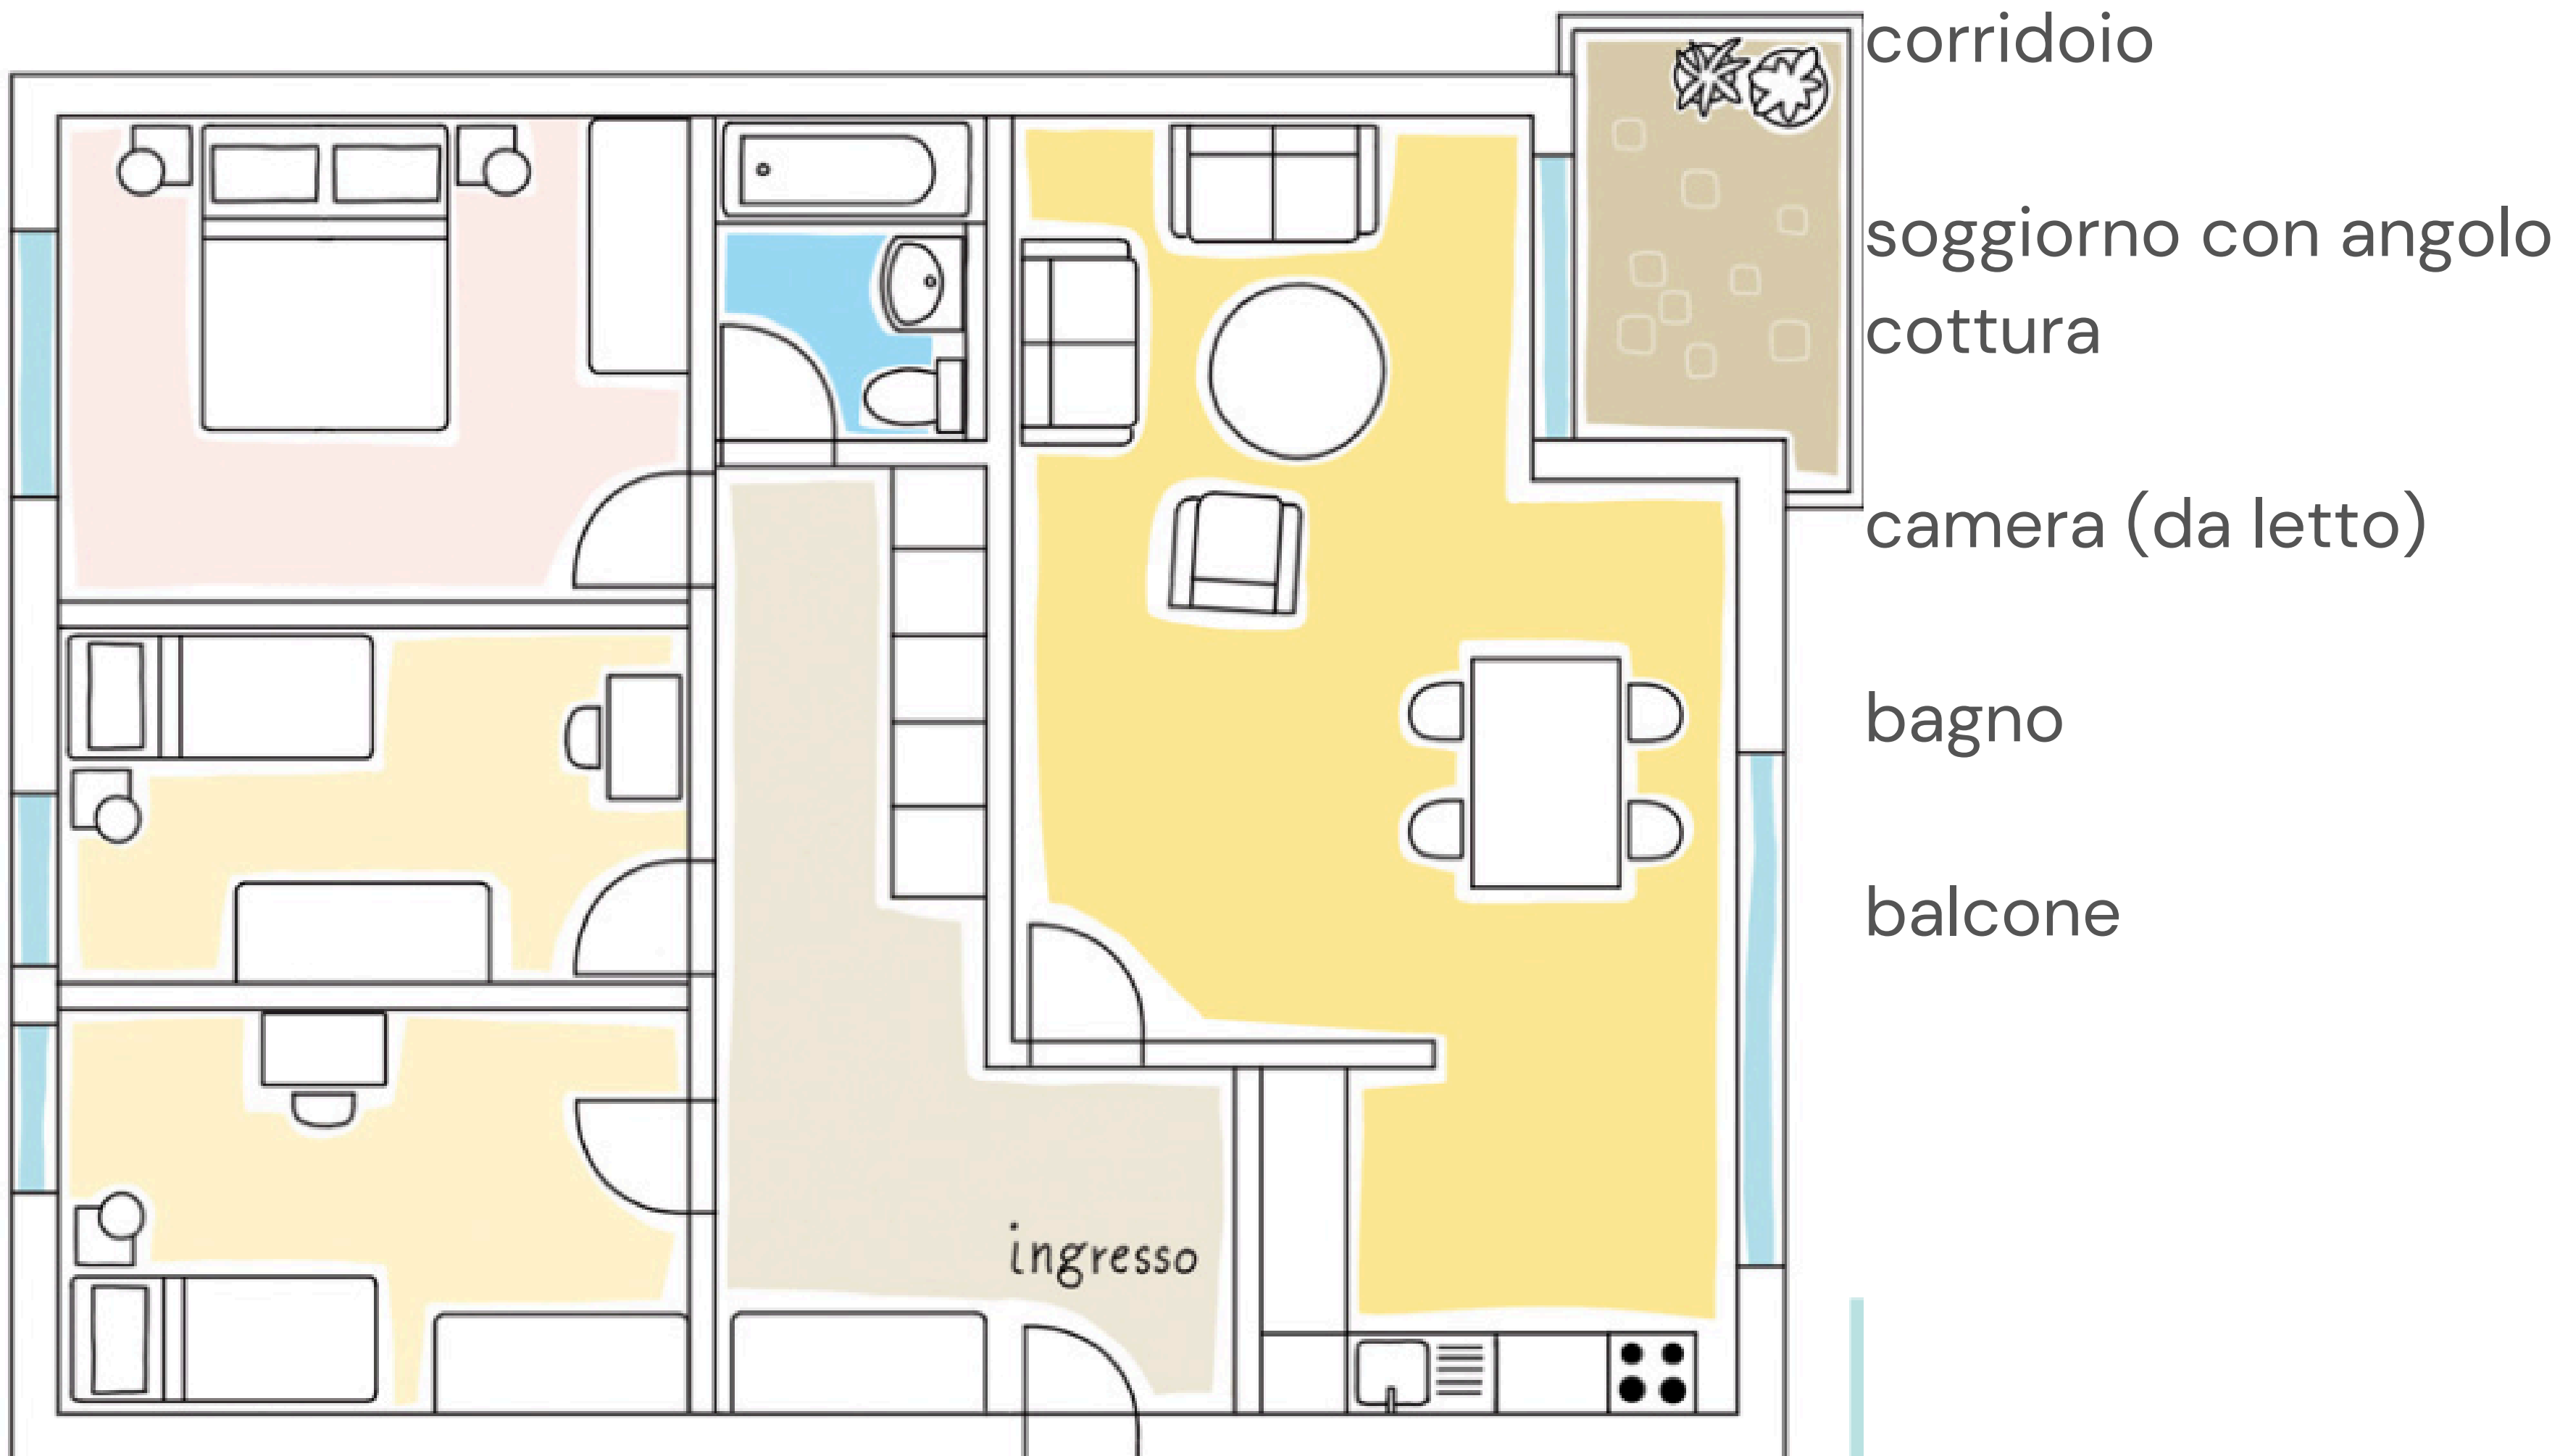 corridoio
soggiorno con angolo
cottura
camera (da letto)
bagno
balcone
ingresso